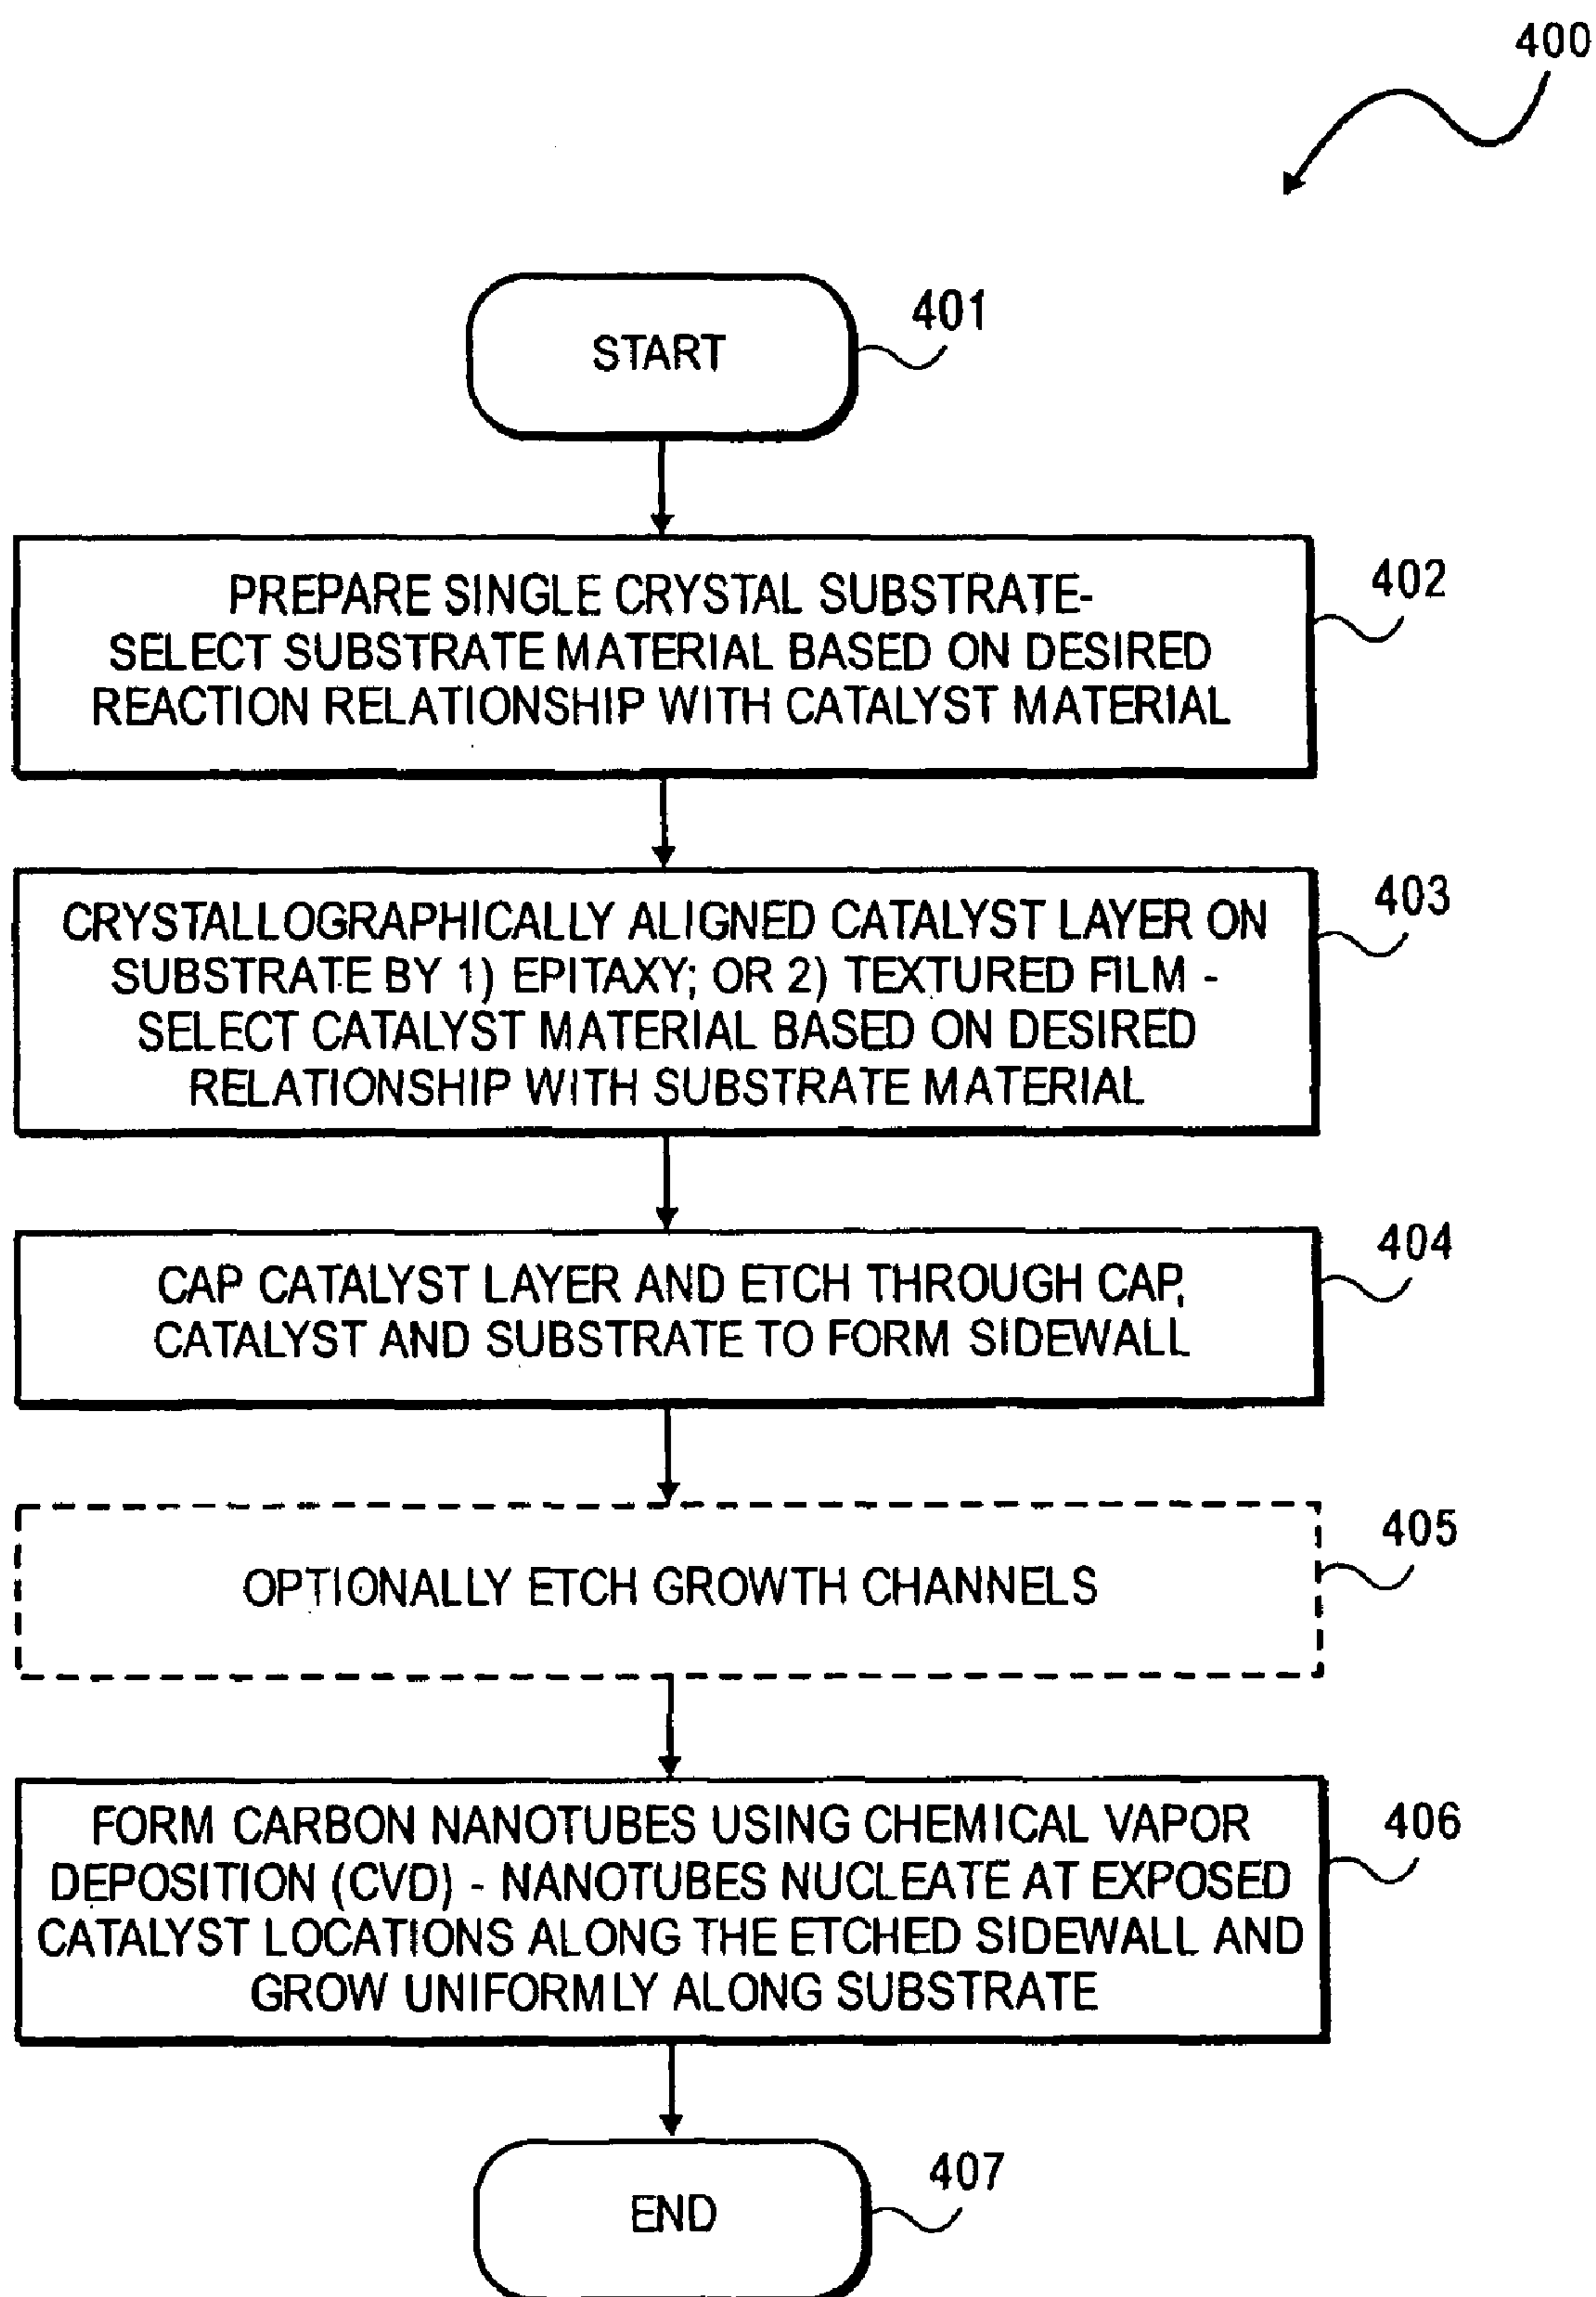 400
START
401
PREPARE SINGLE CRYSTAL SUBSTRATE-
SELECT SUBSTRATE MATERIAL BASED ON DESIRED
REACTION RELATIONSHIP WITH CATALYST MATERIAL
402
CRYSTALLOGRAPHICALLY ALIGNED CATALYST LAYER ON
SUBSTRATE BY 1) EPITAXY; OR 2) TEXTURED FILM -
SELECT CATALYST MATERIAL BASED ON DESIRED
RELATIONSHIP WITH SUBSTRATE MATERIAL
403
CAP CATALYST LAYER AND ETCH THROUGH CAP,
CATALYST AND SUBSTRATE TO FORM SIDEWALL
404
OPTIONALLY ETCH GROWTH CHANNELS
405
FORM CARBON NANOTUBES USING CHEMICAL VAPOR
DEPOSITION (CVD) - NANOTUBES NUCLEATE AT EXPOSED
CATALYST LOCATIONS ALONG THE ETCHED SIDEWALL AND
GROW UNIFORMLY ALONG SUBSTRATE
406
END
407